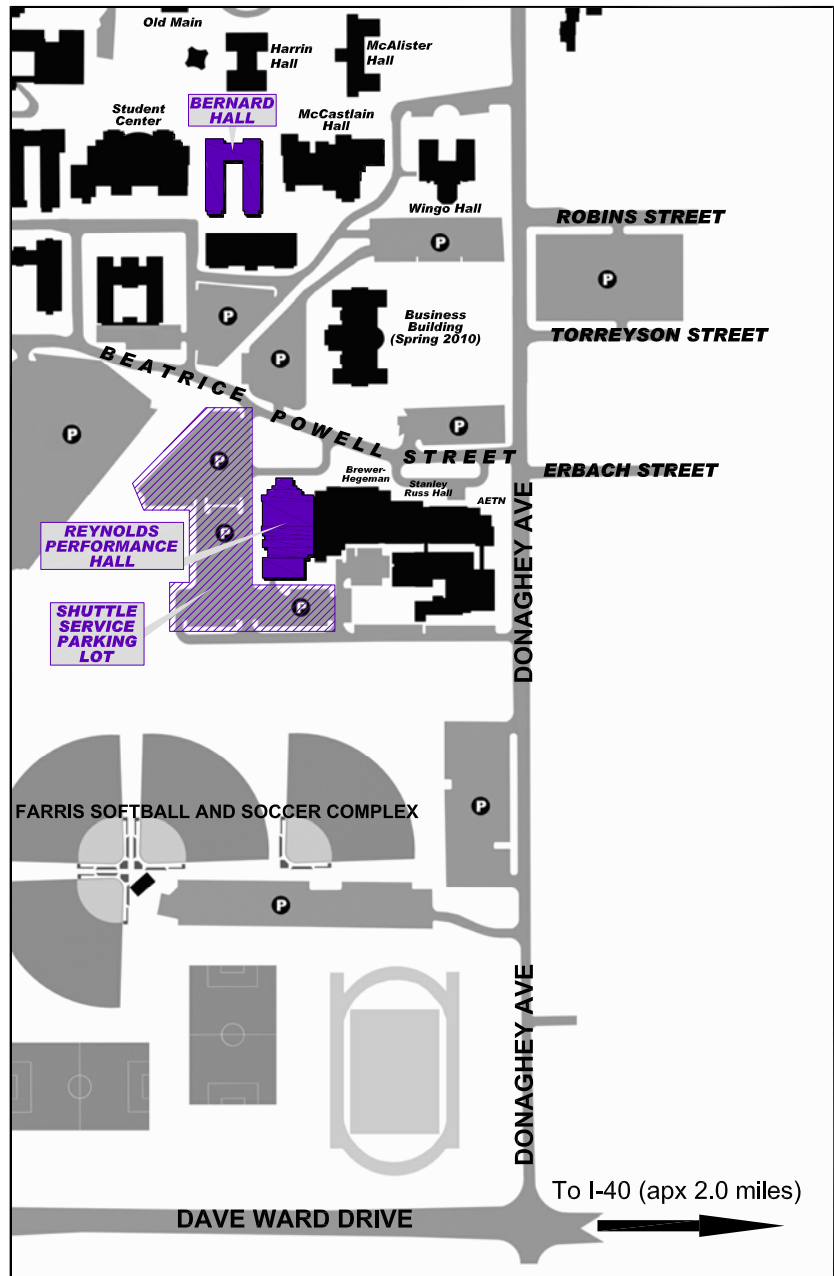 Old Main
Harrin
Hall
McAlister
Hall
BERNARD
HALL
Student
Center
McCastlain
Hall
Wingo Hall
ROBINS STREET
P
P
P
Business
Building
(Spring 2010)
TORREYSON STREET
P
BEATRICE POWELL STREET
P
P
P
ERBACH STREET
Brewer-
Hegeman
Stanley
Russ Hall
AETN
REYNOLDS
PERFORMANCE
HALL
P
SHUTTLE
SERVICE
PARKING
LOT
P
DONAGHEY AVE
FARRIS SOFTBALL AND SOCCER COMPLEX
P
P
DONAGHEY AVE
To I-40 (apx 2.0 miles)
DAVE WARD DRIVE